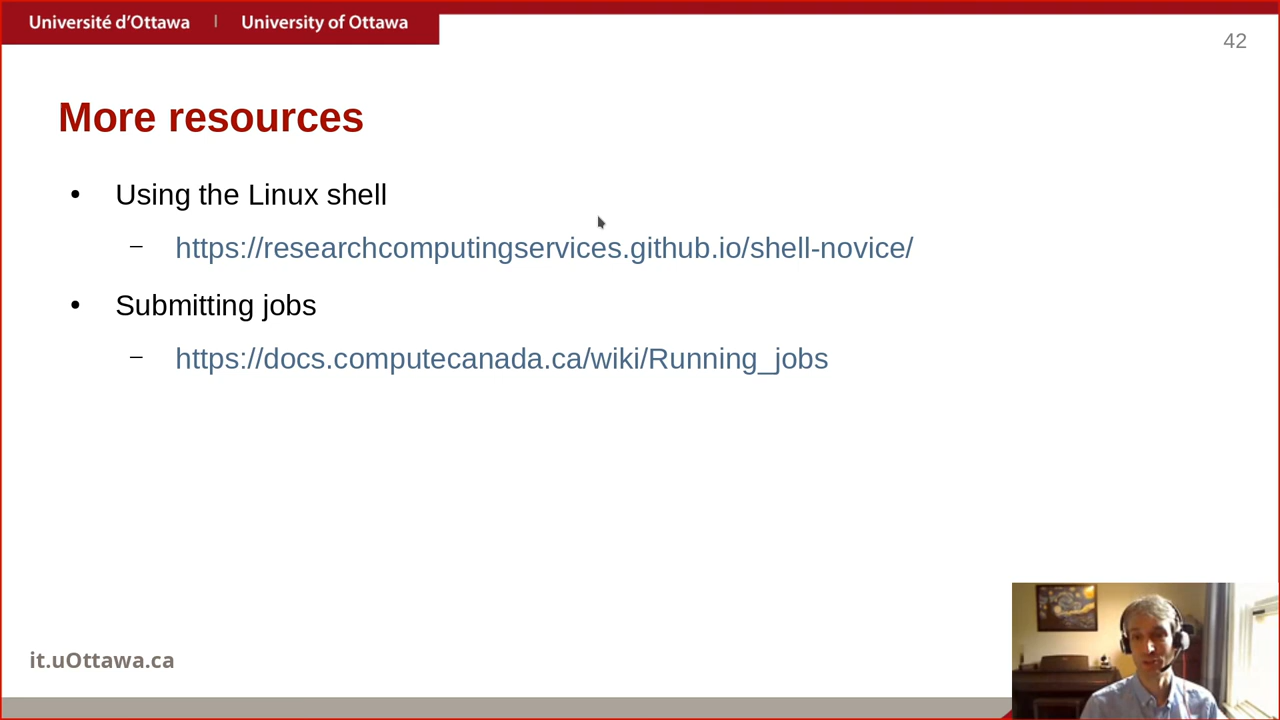 Université d'Ottawa | University of Ottawa
42
More resources
• Using the Linux shell
– https://researchcomputingservices.github.io/shell-novice/
• Submitting jobs
– https://docs.computecanada.ca/wiki/Running_jobs
it.uOttawa.ca